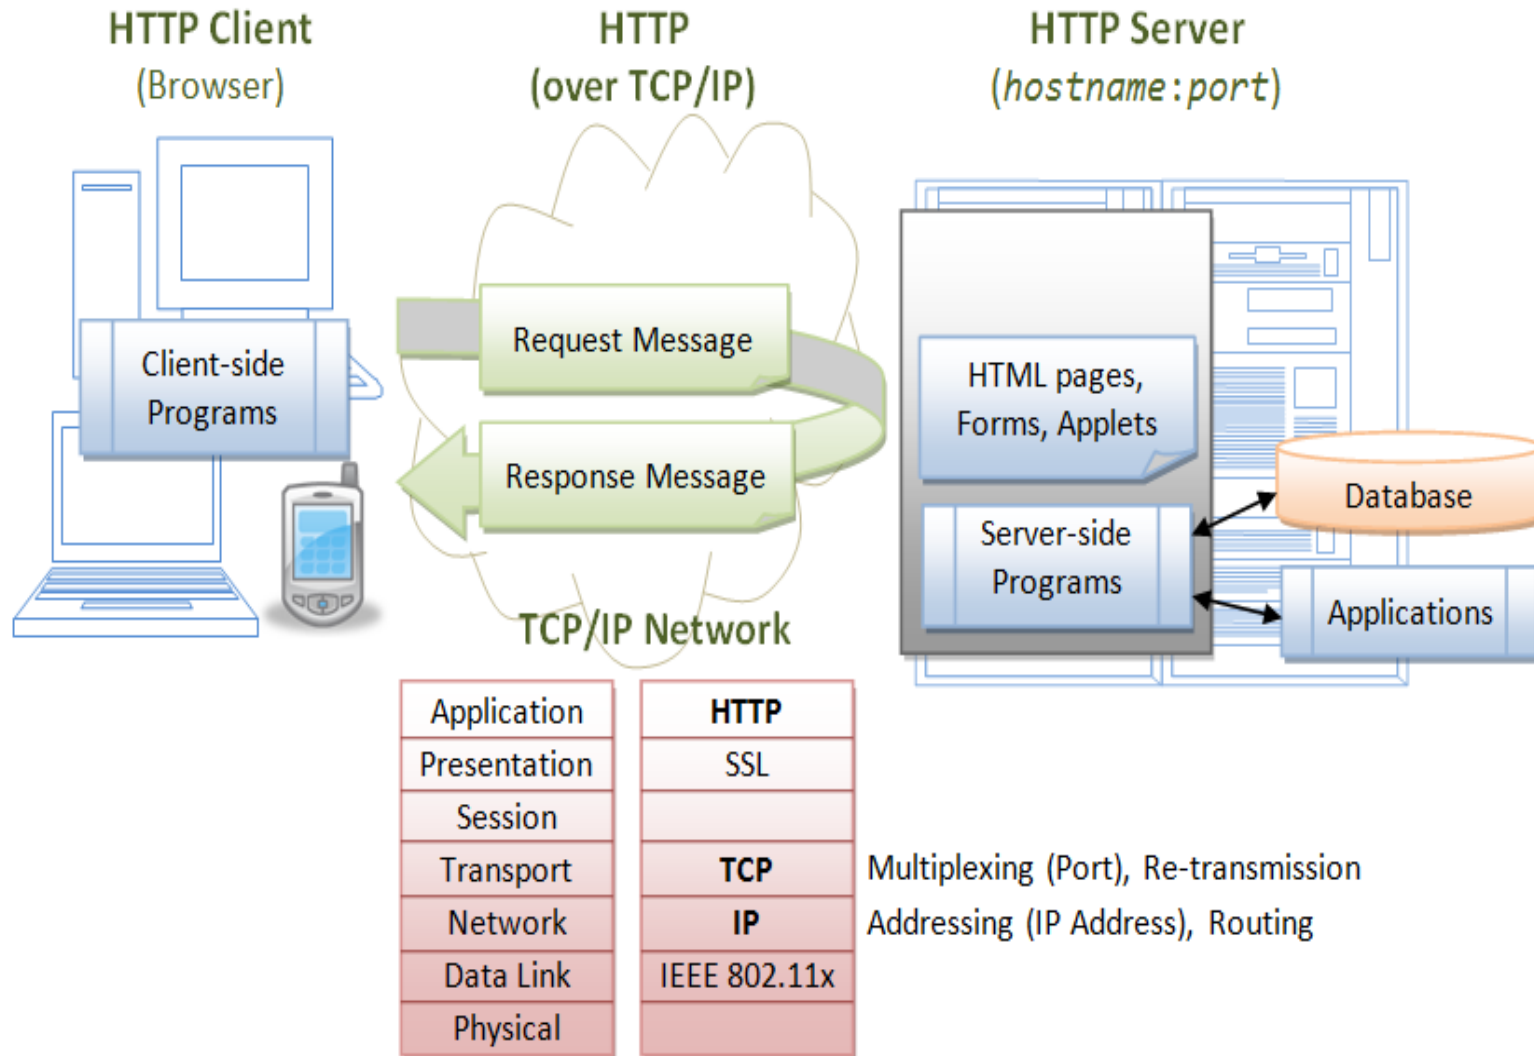 HTTP Client
(Browser)
HTTP
(over TCP/IP)
HTTP Server
(hostname:port)
Client-side
Programs
Request Message
Response Message
HTML pages,
Forms, Applets
Server-side
Programs
Database
Applications
TCP/IP Network
Application HTTP
Presentation SSL
Session
Transport TCP Multiplexing (Port), Re-transmission
Network IP Addressing (IP Address), Routing
Data Link IEEE 802.11x
Physical